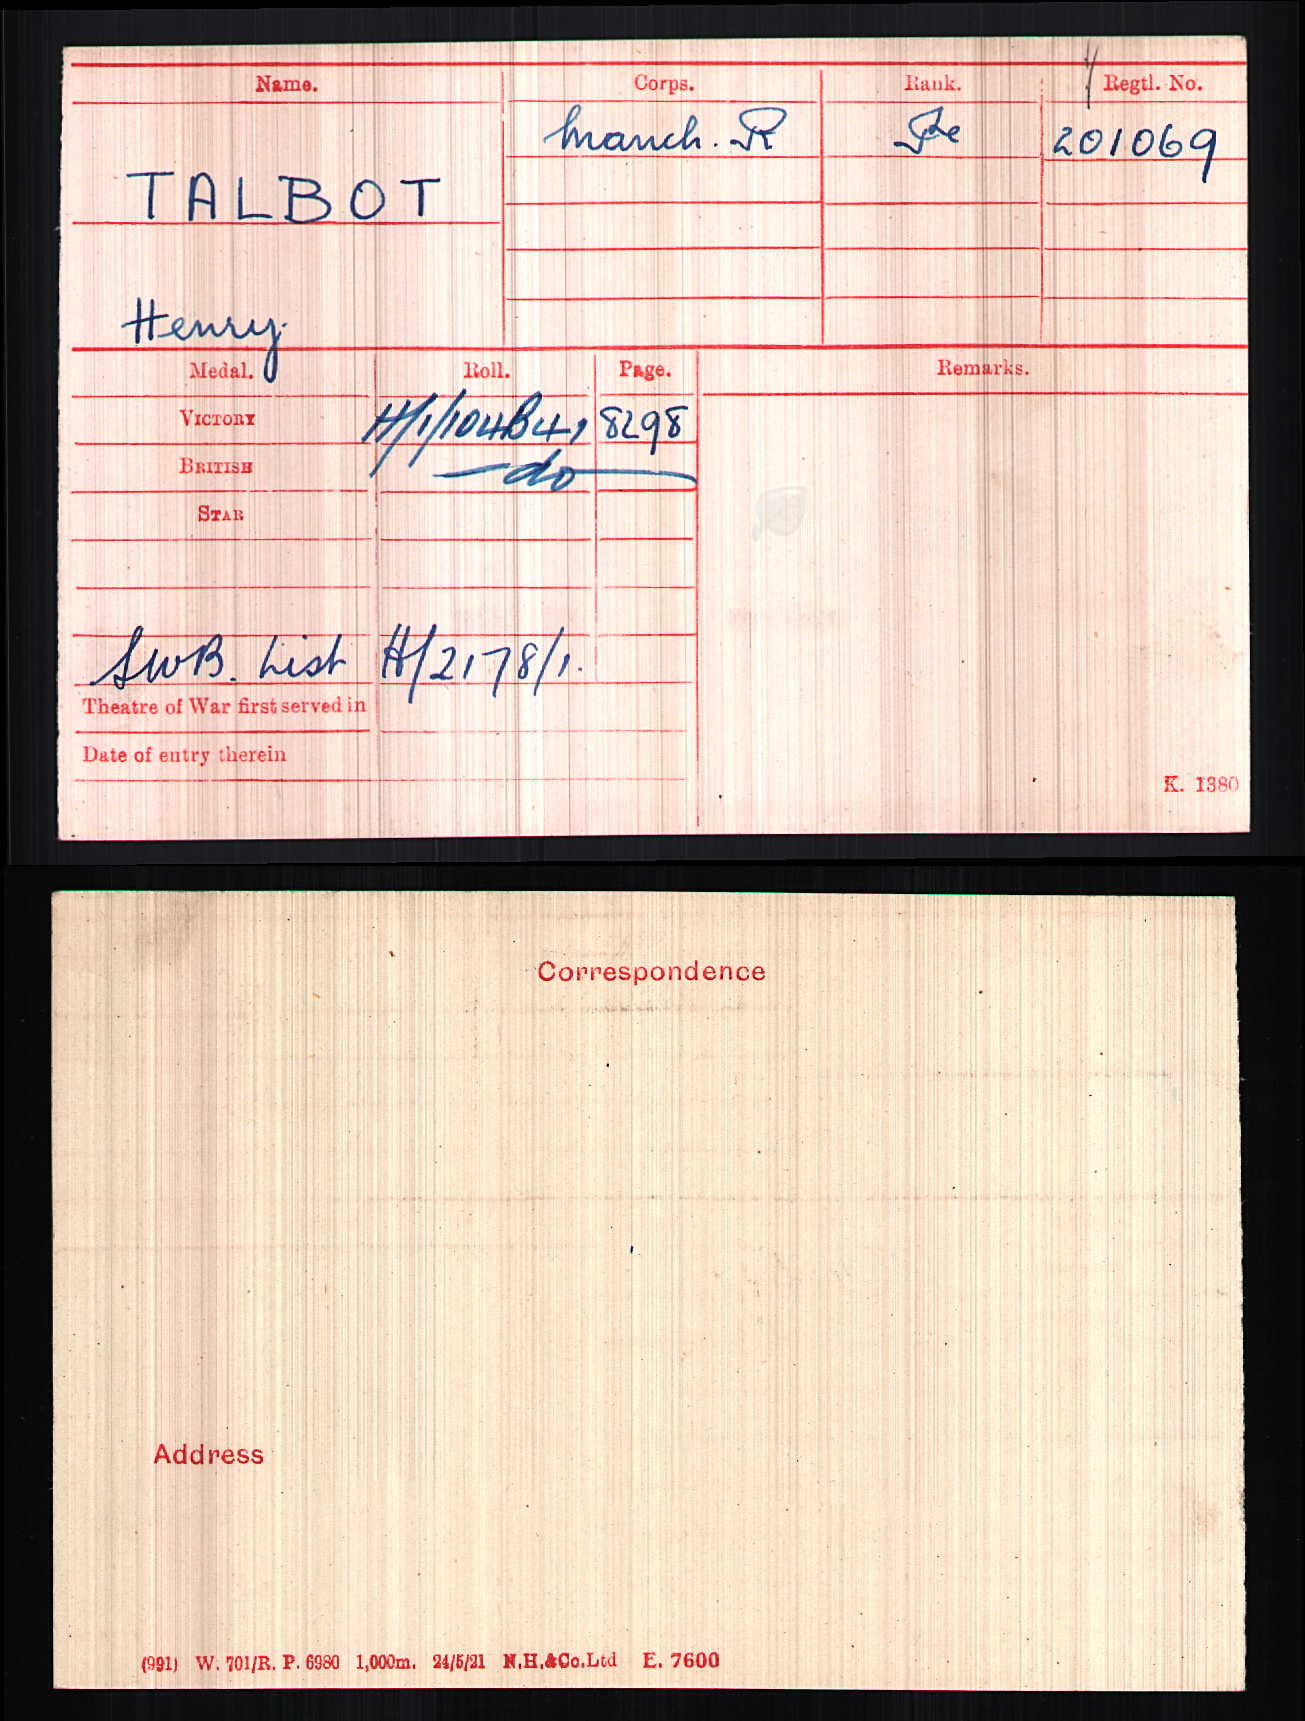 Name. Corps. Rank. Regtl. No.
Manch. R Pte 201069
TALBOT
Henry.
Medal. Roll. Page. Remarks.
VICTORY H/1/104B41 8298
BRITISH —do—
STAR
SWB. List H/2178/1.
Theatre of War first served in
Date of entry therein
K. 1380
Correspondence
Address
(991) W. 701/R. P. 6980 1,000m. 24/5/21 N.H.&Co.Ltd E. 7600